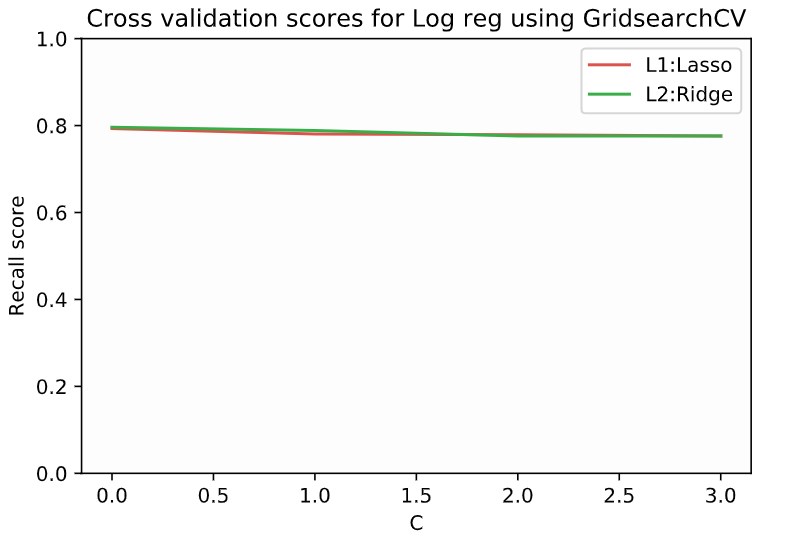 Cross validation scores for Log reg using GridsearchCV
1.0
L1:Lasso
L2:Ridge
0.8
0.6
Recall score
0.4
0.2
0.0
0.0 0.5 1.0 1.5 2.0 2.5 3.0
C